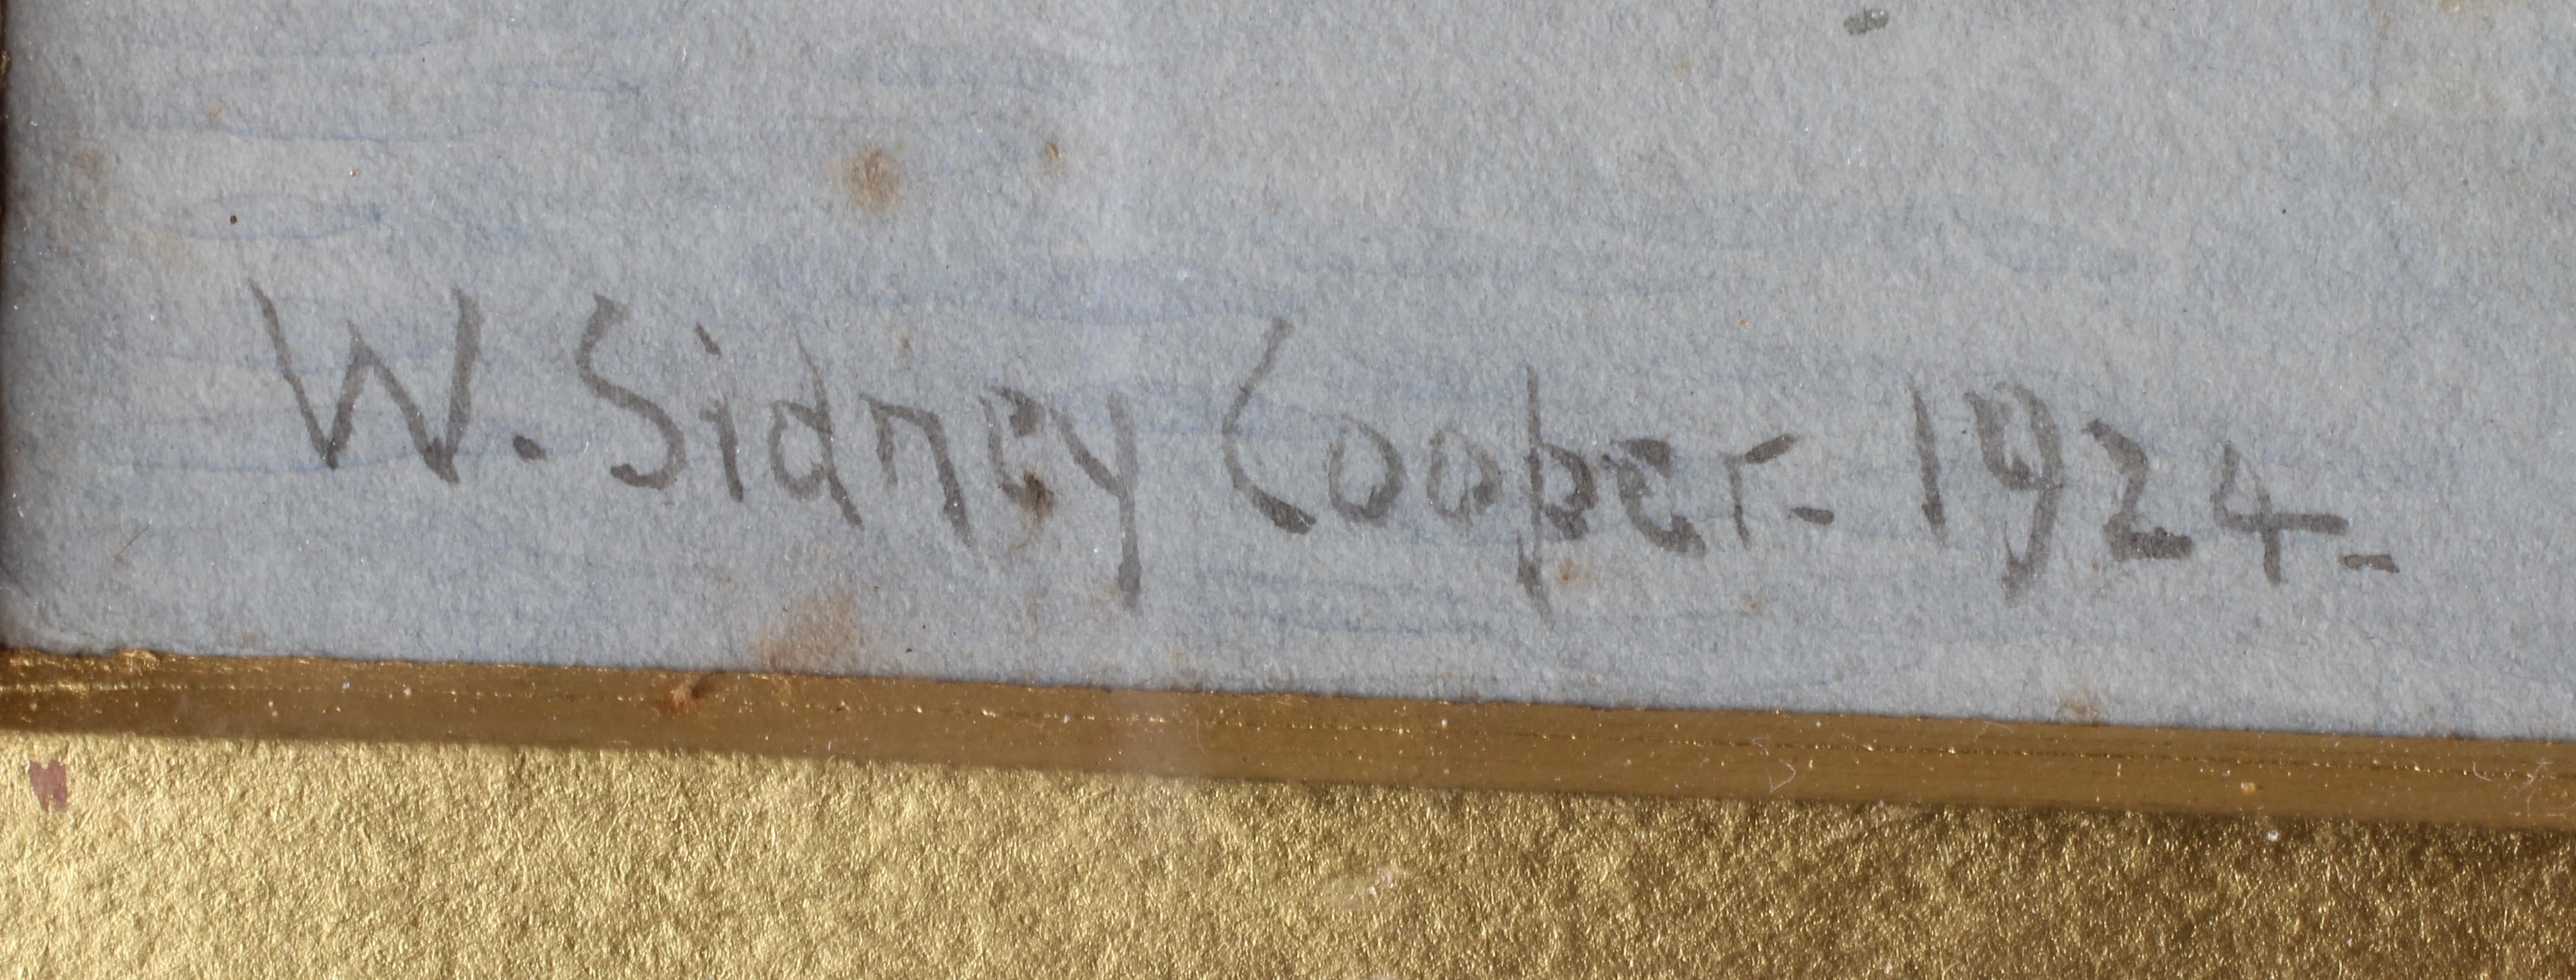 W. Sidney Cooper. 1924.